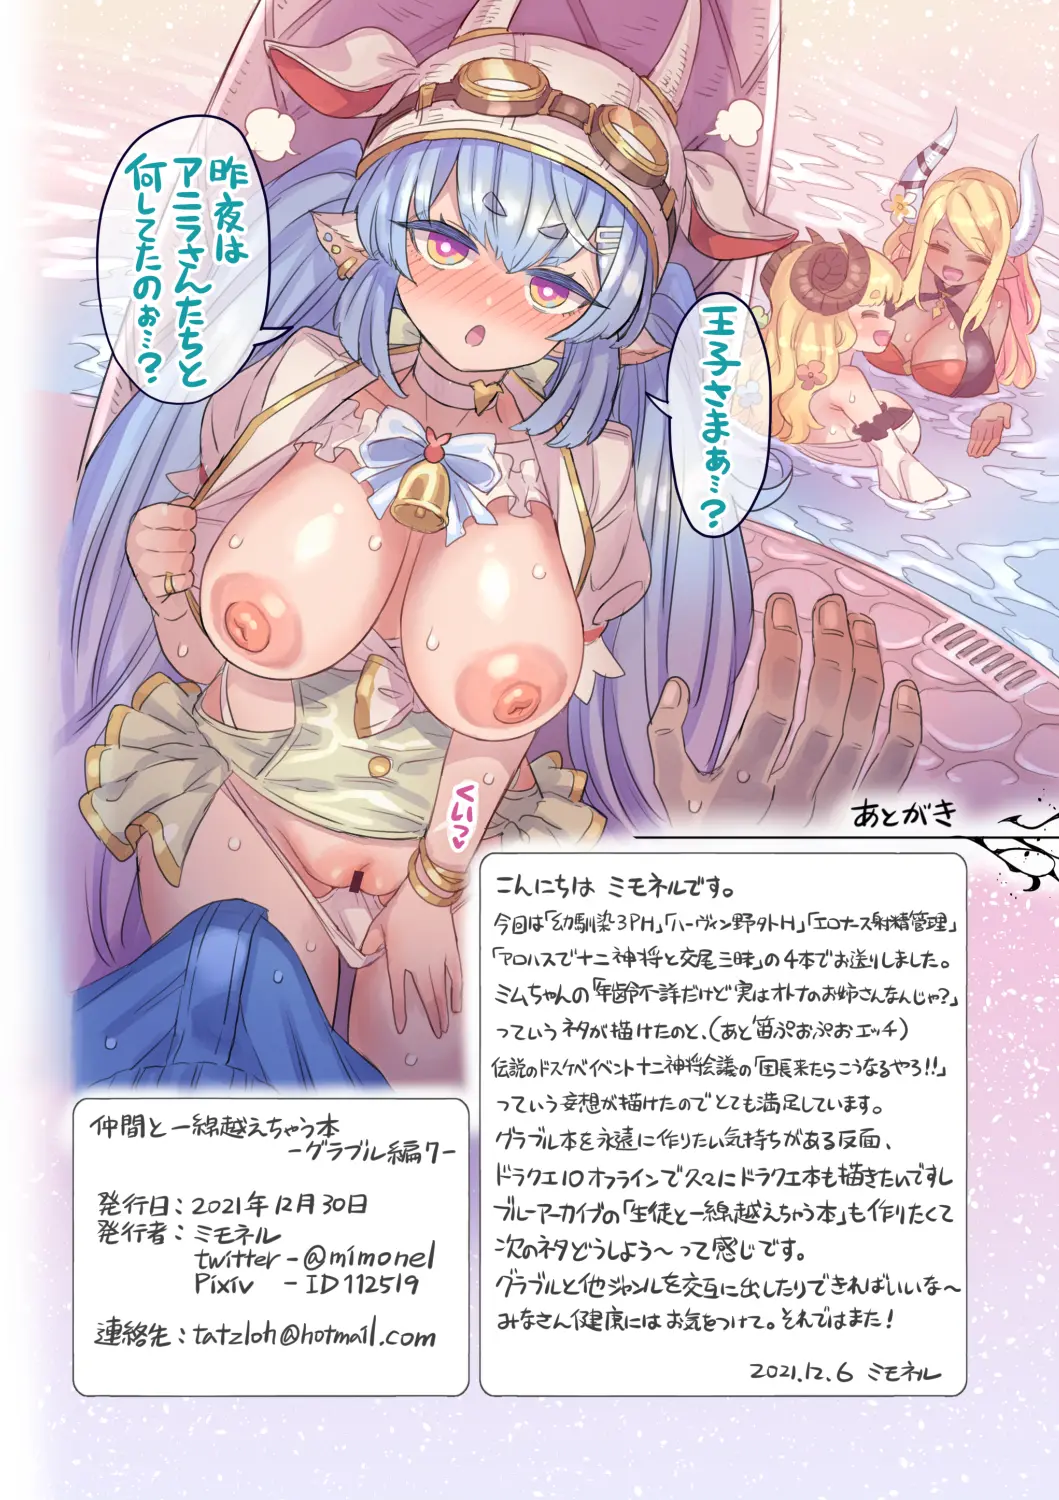 王子さまぁ…?
昨夜は
アニラさんたちと
何してたのぉ…?
くいっ♥
あとがき
こんにちは ミモネルです。
今回は「幼馴染3PH」「ハーヴィン野外H」「エロナース射精管理」
「アロハスで十二神将と交尾三昧」の4本でお送りしました。
ミムちゃんの「年齢不詳だけど実はオトナのお姉さんなんじゃ?」
っていうネタが描けたのと、(あと笛ぷおぷおエッチ)
伝説のドスケベイベント十二神将会議の「団長来たらこうなるやろ!!」
っていう妄想が描けたのでとても満足しています。
グラブル本を永遠に作りたい気持ちがある反面、
ドラクエ10オフラインで久々にドラクエ本も描きたいですし
ブルーアーカイブの「生徒と一線越えちゃう本」も作りたくて
次のネタどうしよう〜って感じです。
グラブルと他ジャンルを交互に出したりできればいいな〜
みなさん健康にはお気をつけて。それではまた!
2021.12.6 ミモネル
仲間と一線越えちゃう本
-グラブル編7-
発行日:2021年12月30日
発行者:ミモネル
twitter-@mimonel
Pixiv -ID112519
連絡先:tatzloh@hotmail.com